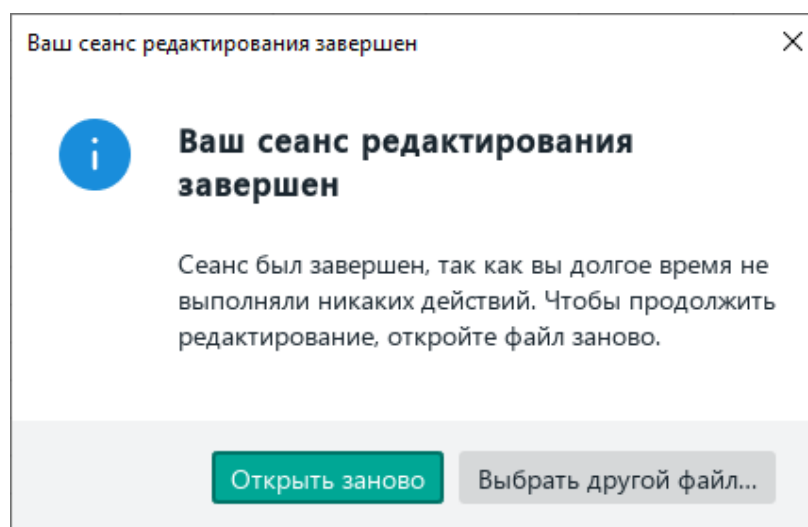 Ваш сеанс редактирования завершен
Ваш сеанс редактирования
завершен
Сеанс был завершен, так как вы долгое время не
выполняли никаких действий. Чтобы продолжить
редактирование, откройте файл заново.
Открыть заново
Выбрать другой файл...